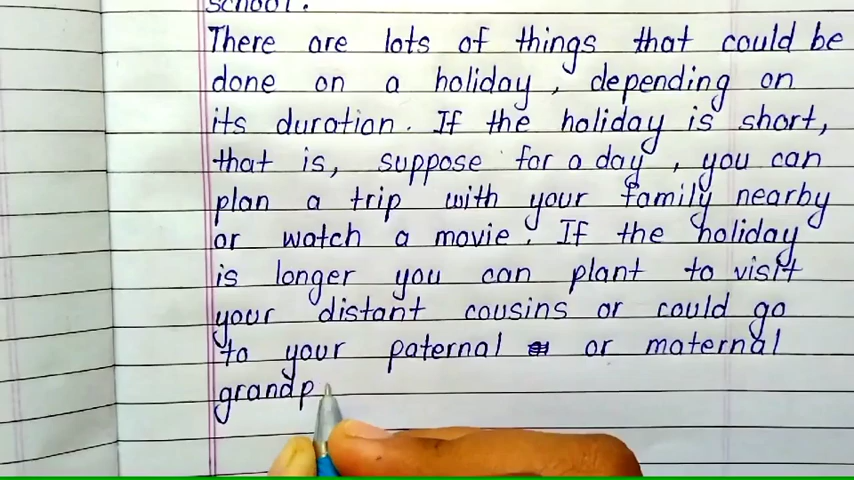 school.
There are lots of things that could be
done on a holiday, depending on
its duration. If the holiday is short,
that is, suppose for a day, you can
plan a trip with your family nearby
or watch a movie. If the holiday
is longer you can plant to visit
your distant cousins or could go
to your paternal or maternal
grandp